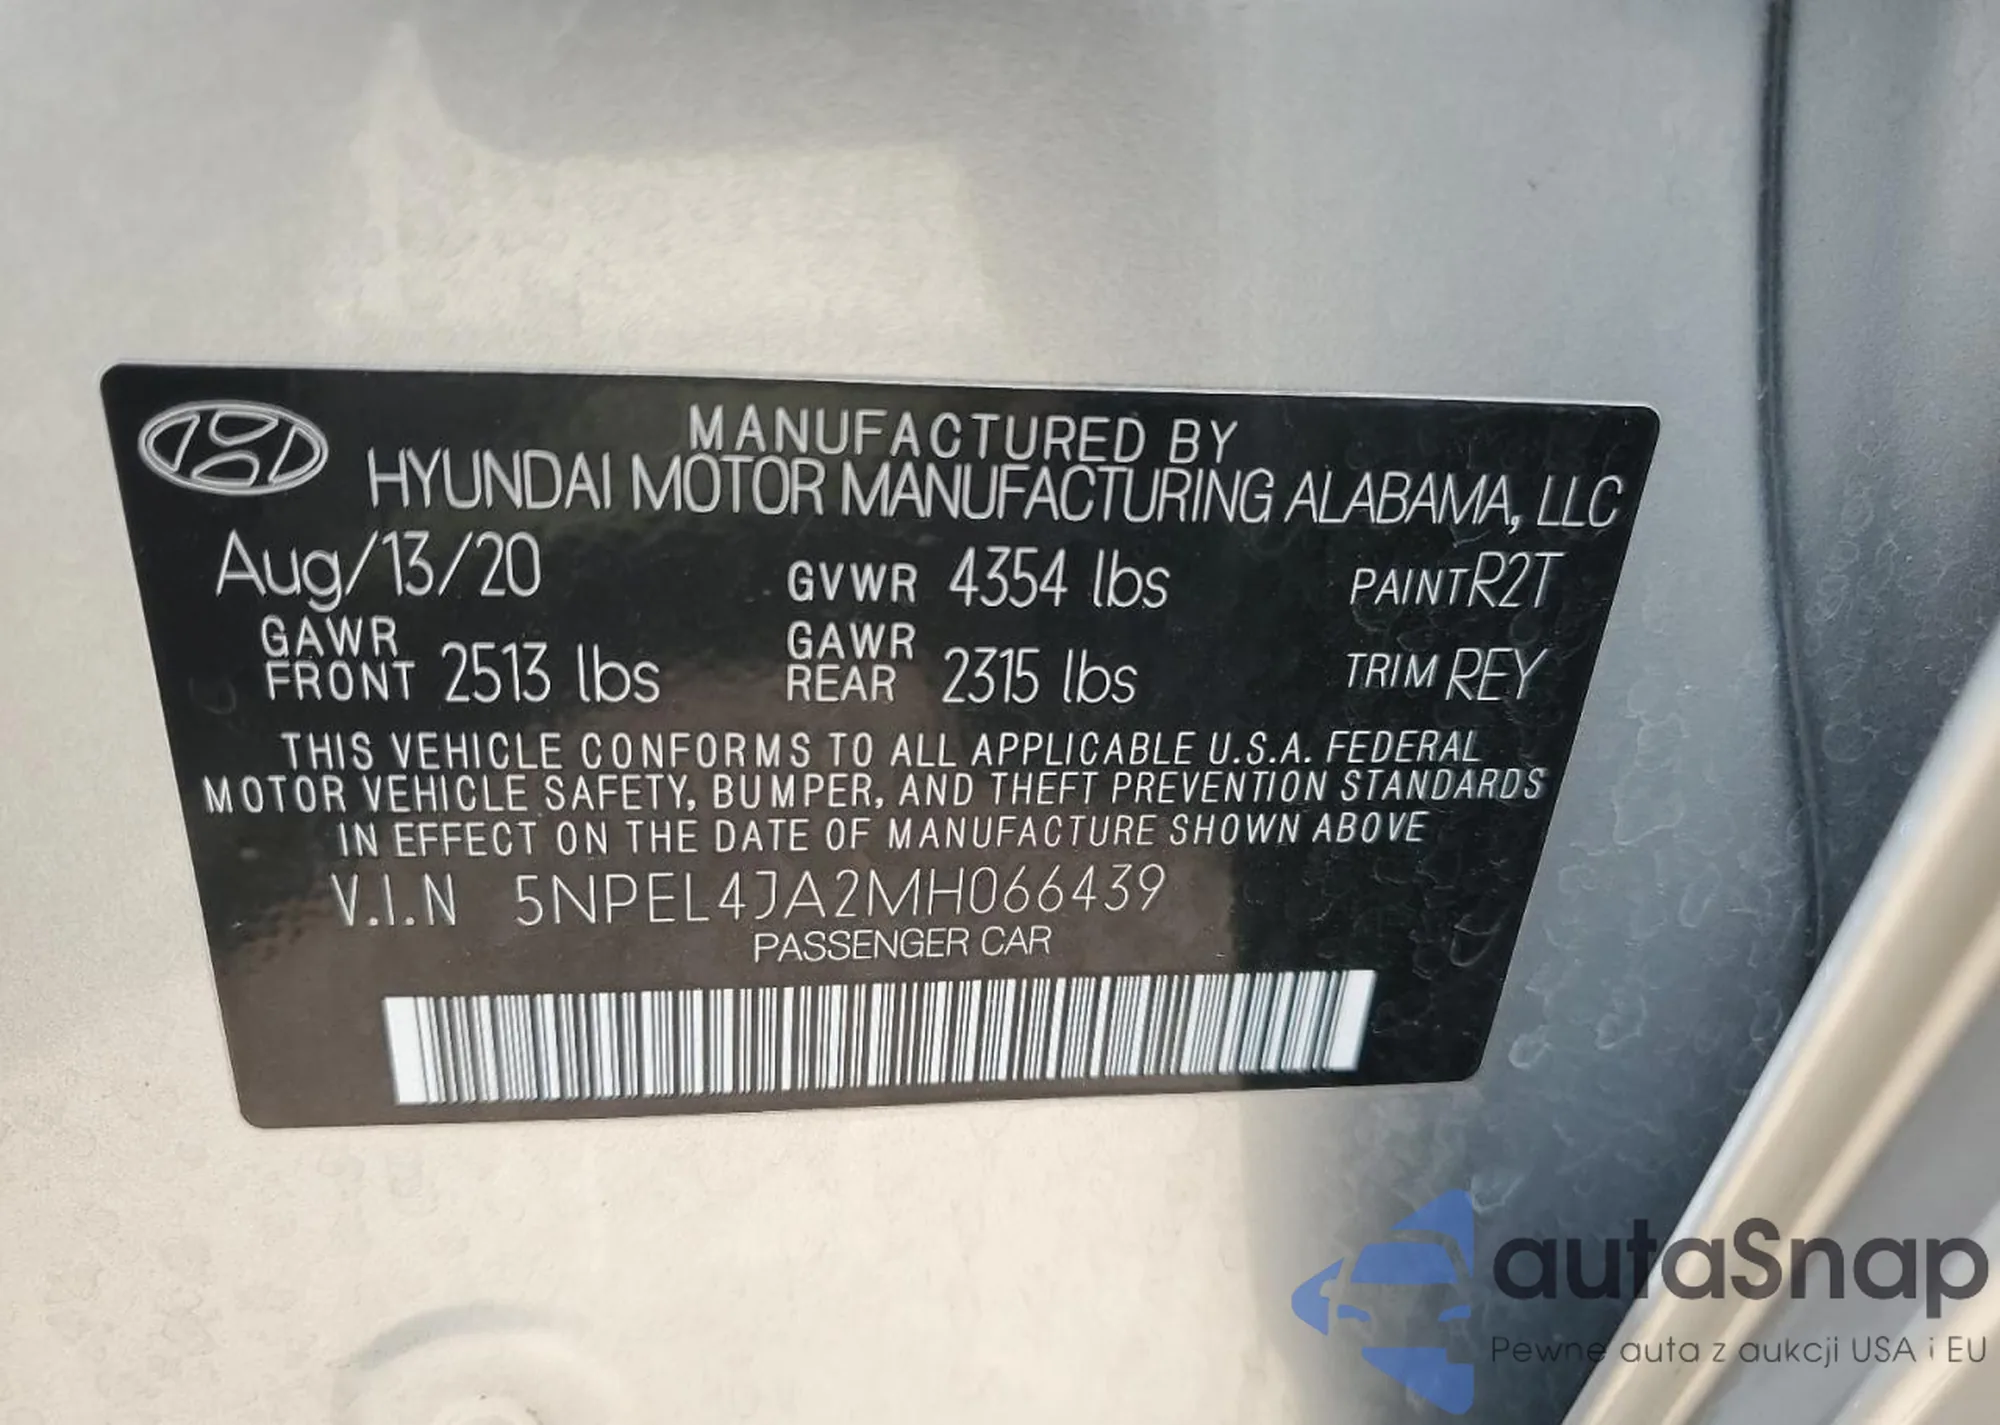 MANUFACTURED BY
HYUNDAI MOTOR MANUFACTURING ALABAMA, LLC
Aug/13/20 GVWR 4354 lbs PAINT R2T
GAWR FRONT 2513 lbs GAWR REAR 2315 lbs TRIM REY
THIS VEHICLE CONFORMS TO ALL APPLICABLE U.S.A. FEDERAL
MOTOR VEHICLE SAFETY, BUMPER, AND THEFT PREVENTION STANDARDS
IN EFFECT ON THE DATE OF MANUFACTURE SHOWN ABOVE
V.I.N 5NPEL4JA2MH066439
PASSENGER CAR
autaSnap
Pewne auta z aukcji USA i EU